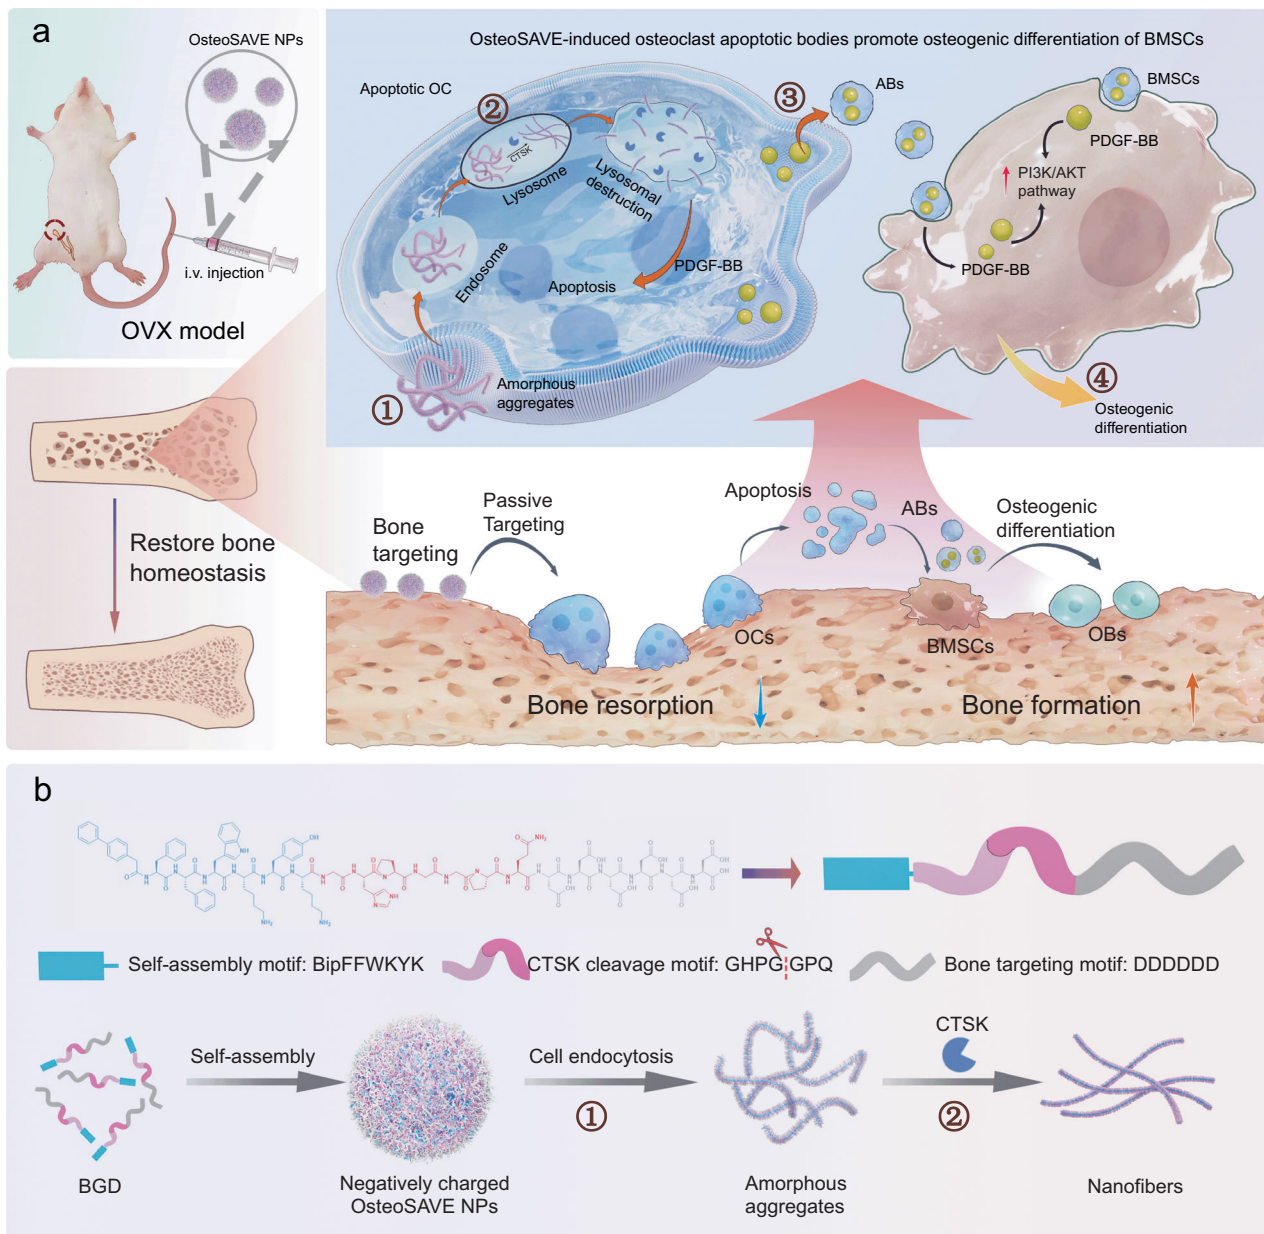 a
OsteoSAVE NPs
i.v. injection
OVX model
Restore bone
homeostasis
OsteoSAVE-induced osteoclast apoptotic bodies promote osteogenic differentiation of BMSCs
Apoptotic OC
②
CTSK
Lysosome
Lysosomal
destruction
Endosome
Apoptosis
PDGF-BB
①
Amorphous
aggregates
③
ABs
BMSCs
PDGF-BB
PI3K/AKT
pathway
PDGF-BB
④
Osteogenic
differentiation
Bone
targeting
Passive
Targeting
Apoptosis
ABs
Osteogenic
differentiation
OCs
BMSCs
OBs
Bone resorption
Bone formation
b
OH
NH
O
NH₂
N
H
HO
Self-assembly motif: BipFFWKYK
CTSK cleavage motif: GHPG GPQ
Bone targeting motif: DDDDDD
BGD
Self-assembly
Negatively charged
OsteoSAVE NPs
Cell endocytosis
①
Amorphous
aggregates
CTSK
②
Nanofibers